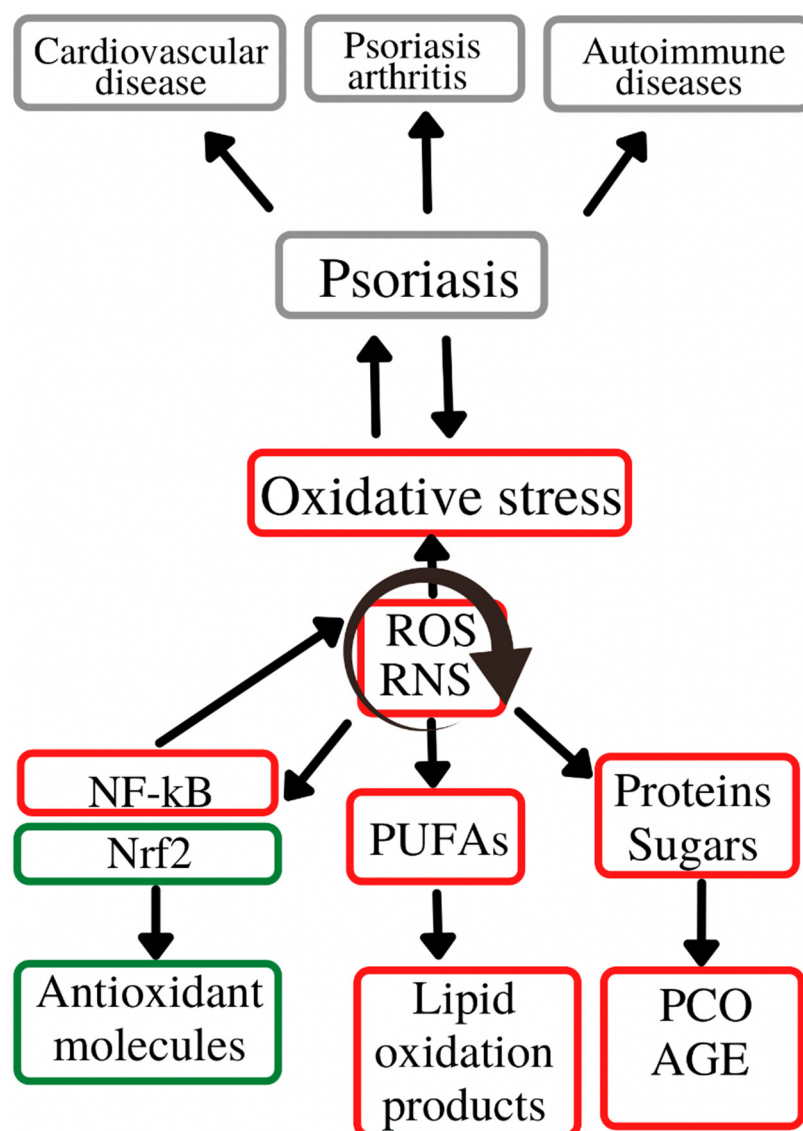 Cardiovascular
disease
Psoriasis
arthritis
Autoimmune
diseases
Psoriasis
Oxidative stress
ROS
RNS
NF-kB
Nrf2
PUFAs
Proteins
Sugars
Antioxidant
molecules
Lipid
oxidation
products
PCO
AGE